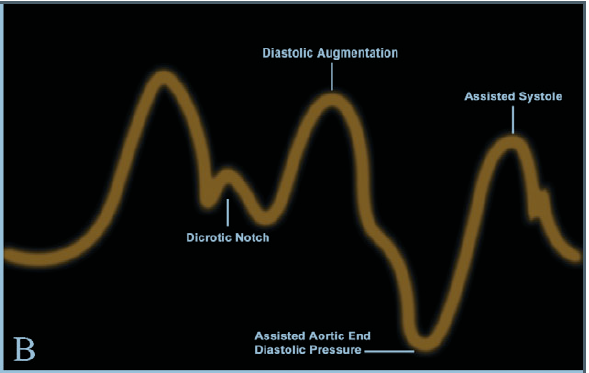 Diastolic Augmentation
Assisted Systole
Dicrotic Notch
Assisted Aortic End
Diastolic Pressure
B